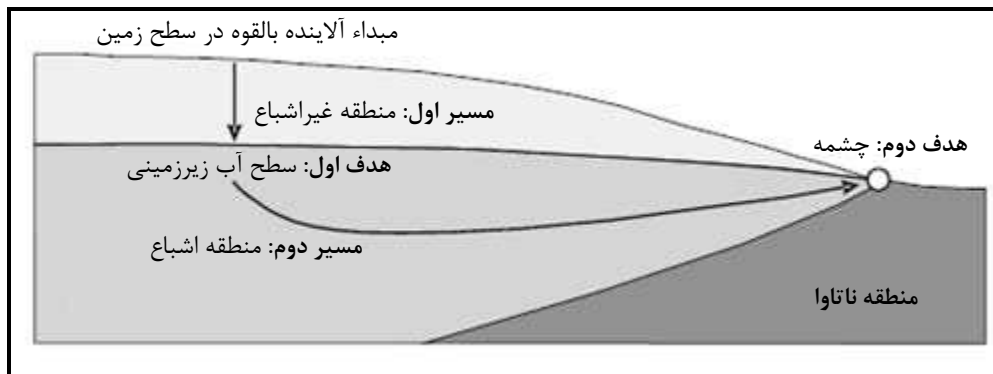 مبداء آلاینده بالقوه در سطح زمین
مسیر اول: منطقه غیراشباع
هدف دوم: چشمه
هدف اول: سطح آب زیرزمینی
مسیر دوم: منطقه اشباع
منطقه ناتاوا